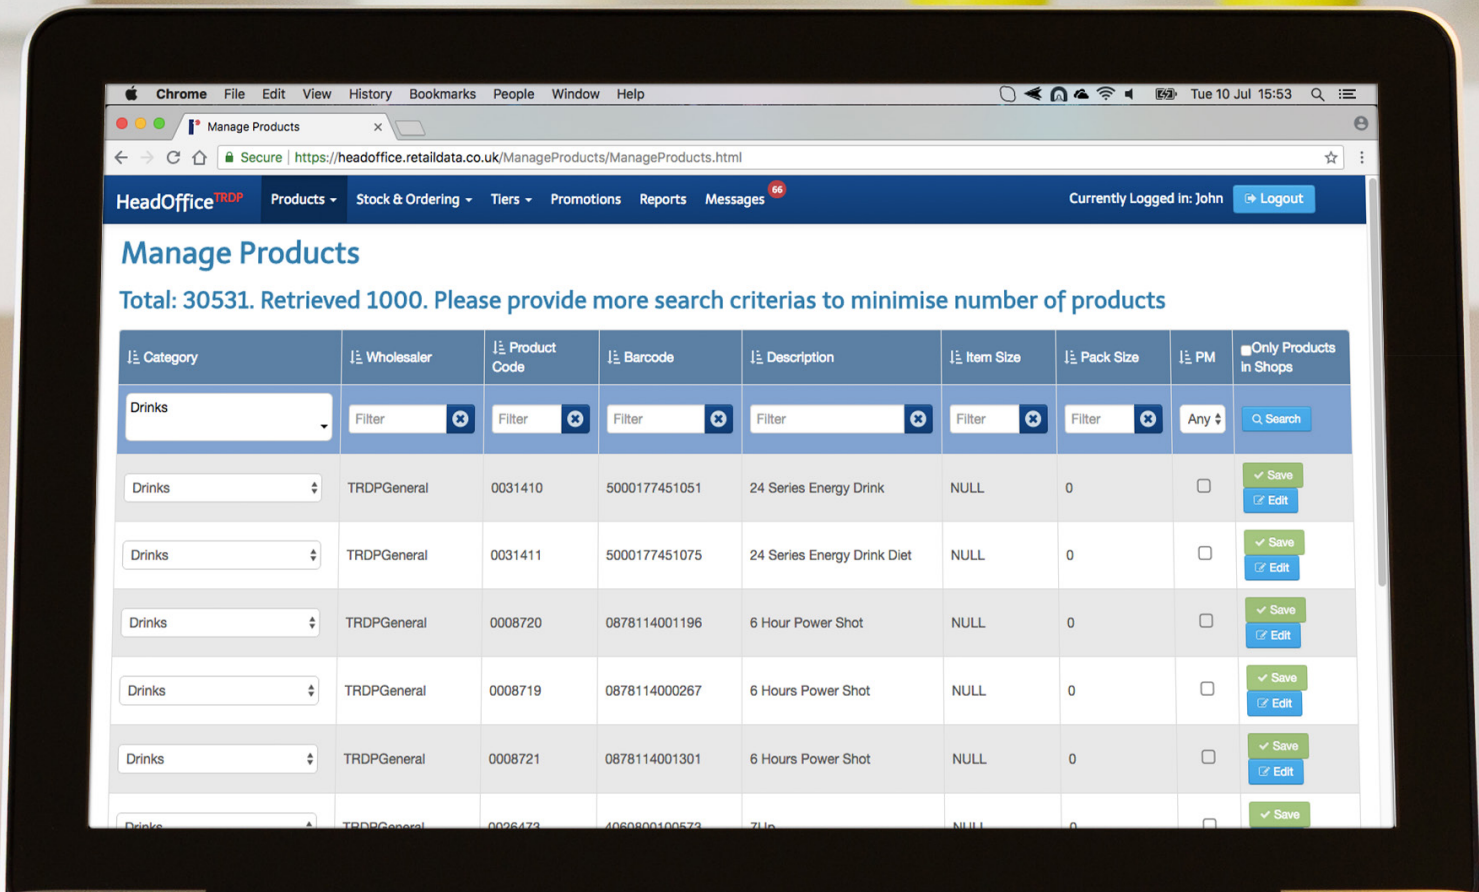 Chrome File Edit View History Bookmarks People Window Help Tue 10 Jul 15:53
Manage Products
Secure | https://headoffice.retaildata.co.uk/ManageProducts/ManageProducts.html
HeadOffice TRDP Products Stock & Ordering Tiers Promotions Reports Messages 66 Currently Logged in: John Logout
Manage Products
Total: 30531. Retrieved 1000. Please provide more search criterias to minimise number of products
Category Wholesaler Product Code Barcode Description Item Size Pack Size PM Only Products in Shops
Drinks Filter Filter Filter Filter Filter Filter Any Search
Drinks TRDPGeneral 0031410 5000177451051 24 Series Energy Drink NULL 0 Save Edit
Drinks TRDPGeneral 0031411 5000177451075 24 Series Energy Drink Diet NULL 0 Save Edit
Drinks TRDPGeneral 0008720 0878114001196 6 Hour Power Shot NULL 0 Save Edit
Drinks TRDPGeneral 0008719 0878114000267 6 Hours Power Shot NULL 0 Save Edit
Drinks TRDPGeneral 0008721 0878114001301 6 Hours Power Shot NULL 0 Save Edit
Drinks TRDPGeneral 0026473 4060800100573 7Up NULL 0 Save